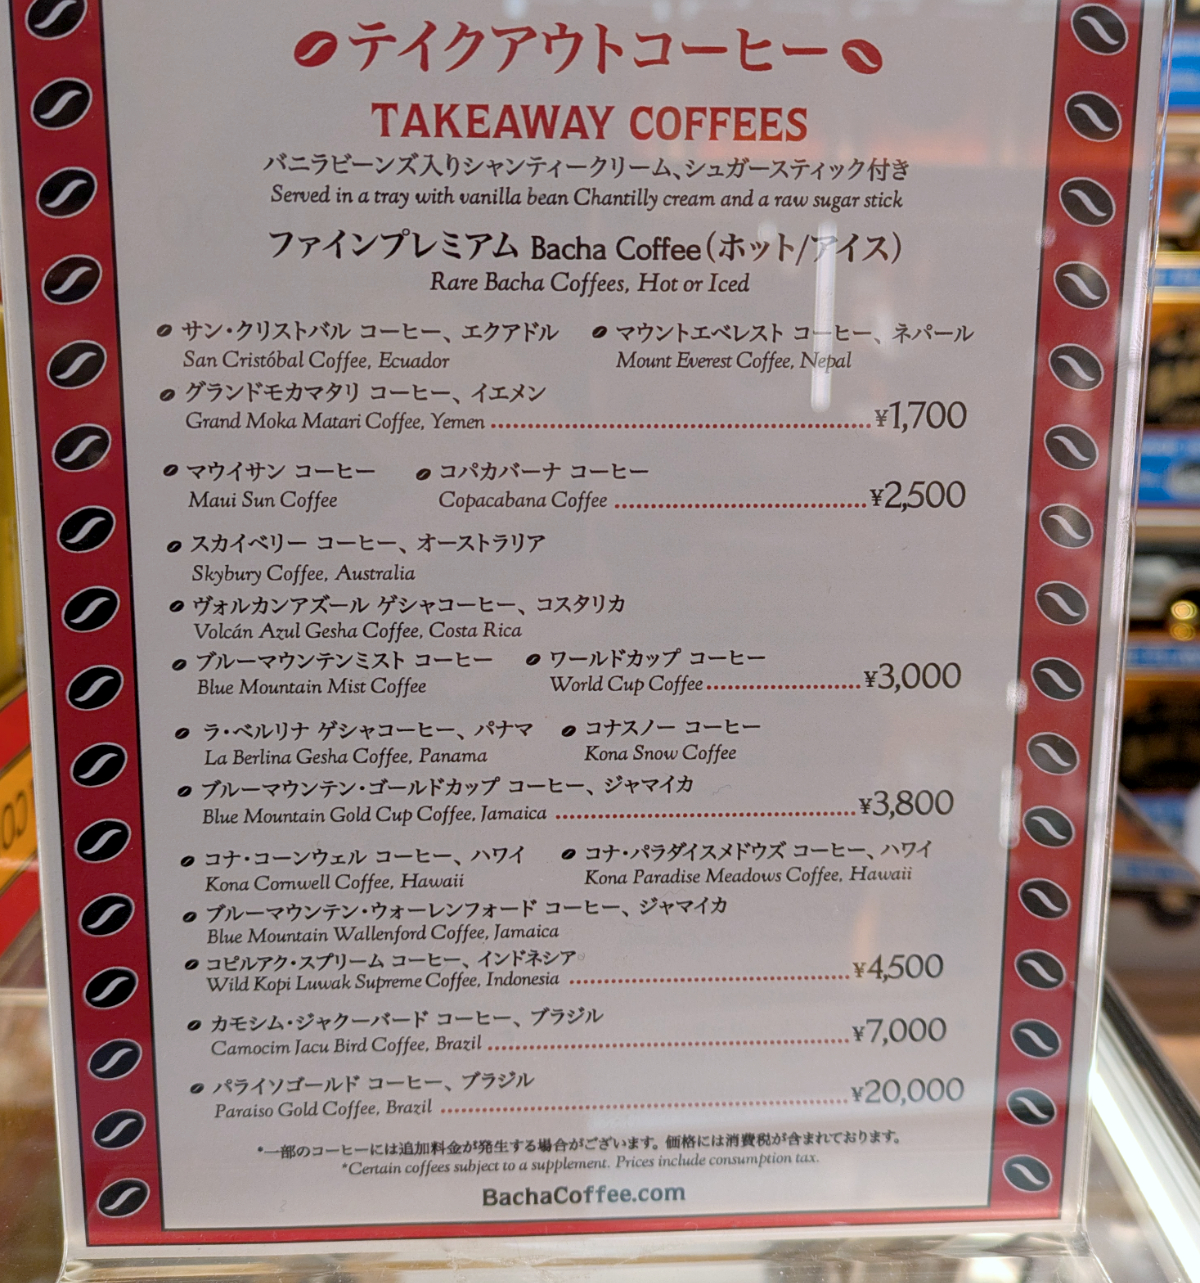 テイクアウトコーヒー
TAKEAWAY COFFEES
バニラビーンズ入りシャンティークリーム、シュガースティック付き
Served in a tray with vanilla bean Chantilly cream and a raw sugar stick
ファインプレミアム Bacha Coffee(ホット/アイス)
Rare Bacha Coffees, Hot or Iced
サン・クリストバル コーヒー、エクアドル マウントエベレスト コーヒー、ネパール
San Cristóbal Coffee, Ecuador Mount Everest Coffee, Nepal
グランドモカマタリ コーヒー、イエメン
Grand Moka Matari Coffee, Yemen ¥1,700
マウイサン コーヒー コパカバーナ コーヒー
Maui Sun Coffee Copacabana Coffee ¥2,500
スカイベリー コーヒー、オーストラリア
Skybury Coffee, Australia
ヴォルカンアズール ゲシャコーヒー、コスタリカ
Volcán Azul Gesha Coffee, Costa Rica
ブルーマウンテンミスト コーヒー ワールドカップ コーヒー
Blue Mountain Mist Coffee World Cup Coffee ¥3,000
ラ・ベルリナ ゲシャコーヒー、パナマ コナスノー コーヒー
La Berlina Gesha Coffee, Panama Kona Snow Coffee
ブルーマウンテン・ゴールドカップ コーヒー、ジャマイカ
Blue Mountain Gold Cup Coffee, Jamaica ¥3,800
コナ・コーンウェル コーヒー、ハワイ コナ・パラダイスメドウズ コーヒー、ハワイ
Kona Cornwell Coffee, Hawaii Kona Paradise Meadows Coffee, Hawaii
ブルーマウンテン・ウォーレンフォード コーヒー、ジャマイカ
Blue Mountain Wallenford Coffee, Jamaica
コピルアク・スプリーム コーヒー、インドネシア
Wild Kopi Luwak Supreme Coffee, Indonesia ¥4,500
カモシム・ジャクーバード コーヒー、ブラジル
Camocim Jacu Bird Coffee, Brazil ¥7,000
パライソゴールド コーヒー、ブラジル
Paraiso Gold Coffee, Brazil ¥20,000
*一部のコーヒーには追加料金が発生する場合がございます。価格には消費税が含まれております。
*Certain coffees subject to a supplement. Prices include consumption tax.
BachaCoffee.com